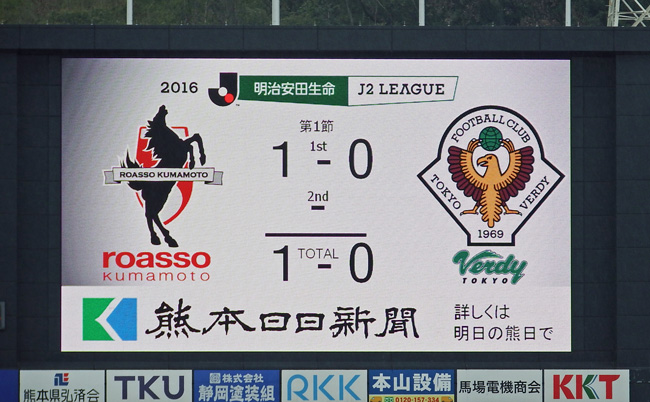 2016 明治安田生命 J2 LEAGUE
第1節
1st
1 - 0
2nd
-
TOTAL
1 - 0
ROASSO KUMAMOTO
roasso
kumamoto
FOOTBALL CLUB
TOKYO VERDY
1969
Verdy
TOKYO
熊本日日新聞
詳しくは
明日の熊日で
熊本県弘済会
TKU
株式会社
静岡塗装組
RKK
本山設備
0120-157-334
馬場電機商会
KKT